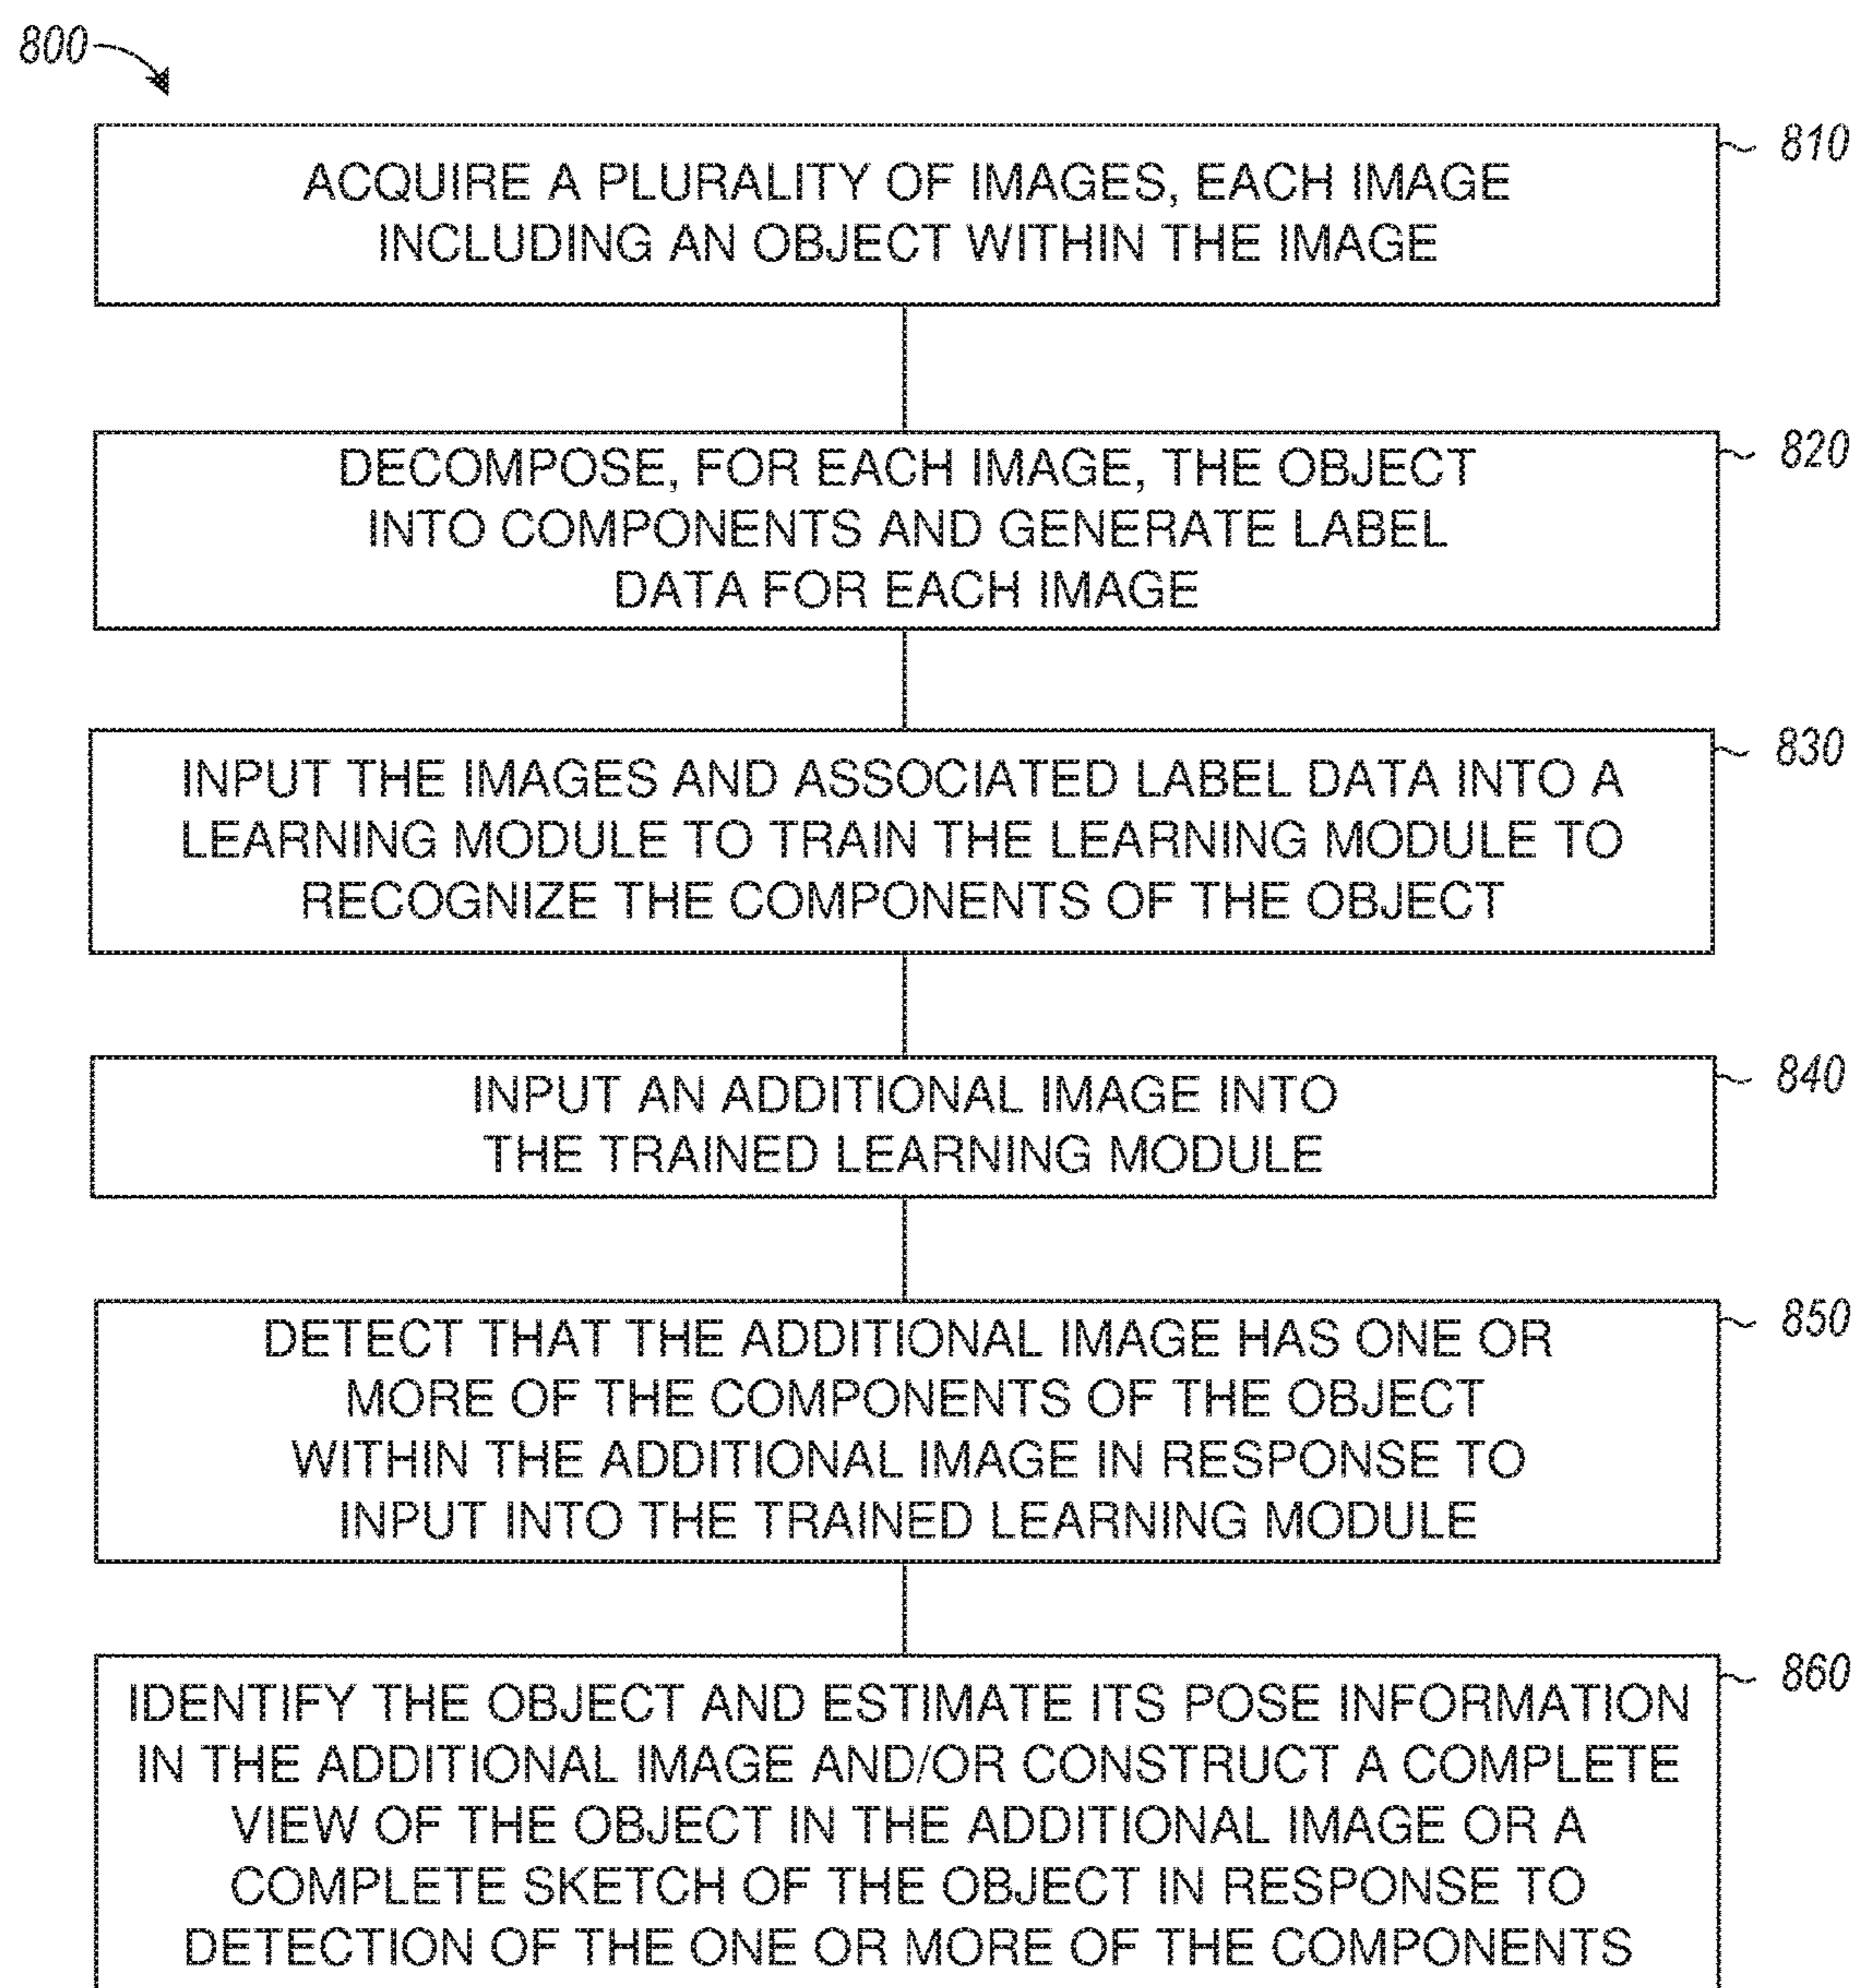 800
810
ACQUIRE A PLURALITY OF IMAGES, EACH IMAGE
INCLUDING AN OBJECT WITHIN THE IMAGE
820
DECOMPOSE, FOR EACH IMAGE, THE OBJECT
INTO COMPONENTS AND GENERATE LABEL
DATA FOR EACH IMAGE
830
INPUT THE IMAGES AND ASSOCIATED LABEL DATA INTO A
LEARNING MODULE TO TRAIN THE LEARNING MODULE TO
RECOGNIZE THE COMPONENTS OF THE OBJECT
840
INPUT AN ADDITIONAL IMAGE INTO
THE TRAINED LEARNING MODULE
850
DETECT THAT THE ADDITIONAL IMAGE HAS ONE OR
MORE OF THE COMPONENTS OF THE OBJECT
WITHIN THE ADDITIONAL IMAGE IN RESPONSE TO
INPUT INTO THE TRAINED LEARNING MODULE
860
IDENTIFY THE OBJECT AND ESTIMATE ITS POSE INFORMATION
IN THE ADDITIONAL IMAGE AND/OR CONSTRUCT A COMPLETE
VIEW OF THE OBJECT IN THE ADDITIONAL IMAGE OR A
COMPLETE SKETCH OF THE OBJECT IN RESPONSE TO
DETECTION OF THE ONE OR MORE OF THE COMPONENTS